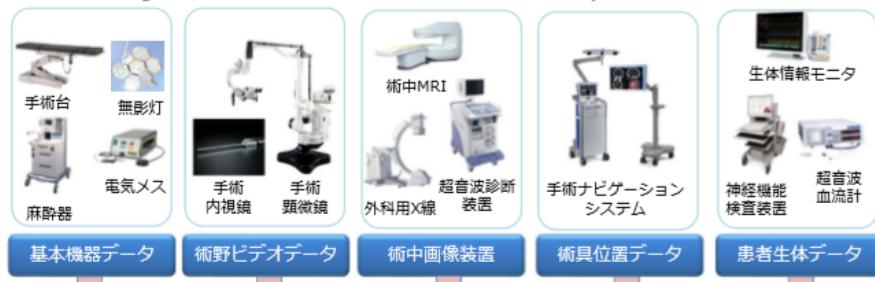 手術台
無影灯
麻酔器
電気メス
基本機器データ
手術
内視鏡
手術
顕微鏡
術野ビデオデータ
術中MRI
外科用X線
超音波診断
装置
術中画像装置
手術ナビゲーション
システム
術具位置データ
生体情報モニタ
神経機能
検査装置
超音波
血流計
患者生体データ